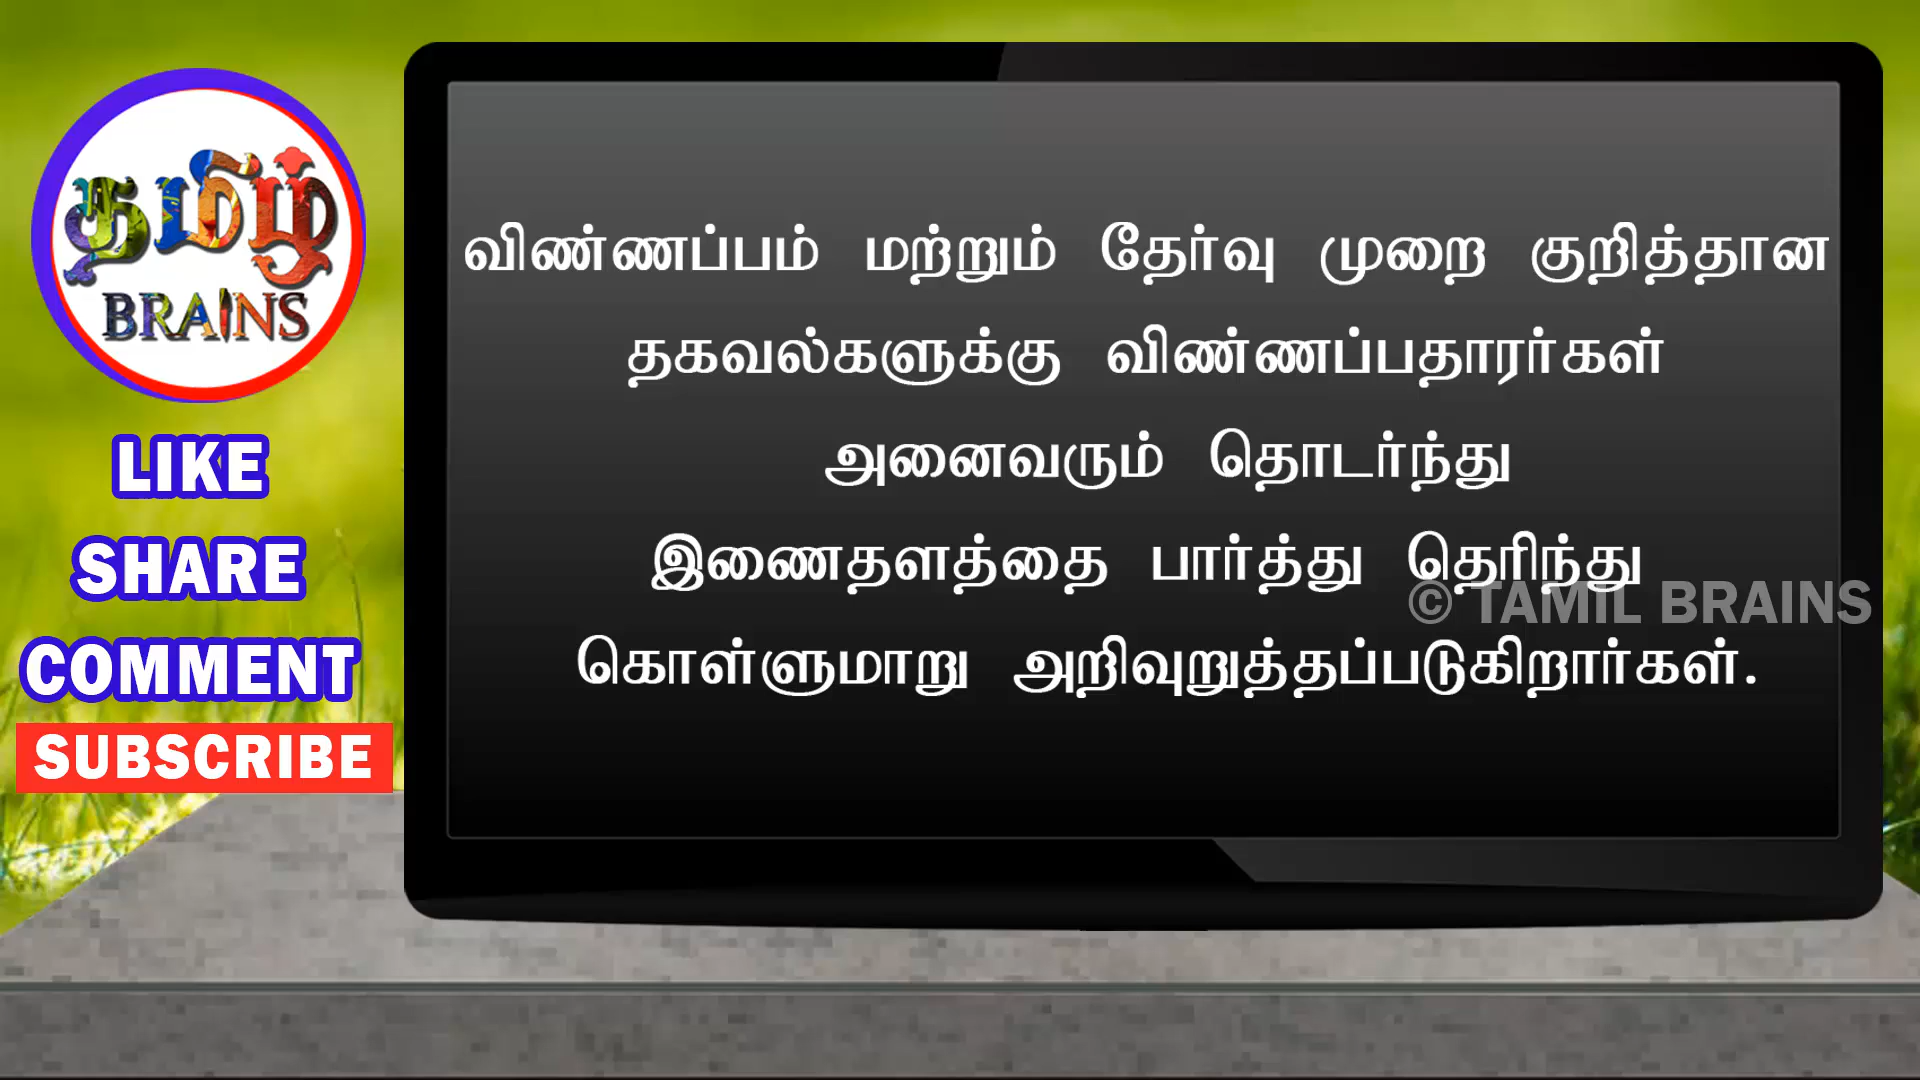 தமிழ்
BRAINS
LIKE
SHARE
COMMENT
SUBSCRIBE
விண்ணப்பம் மற்றும் தேர்வு முறை குறித்தான
தகவல்களுக்கு விண்ணப்பதாரர்கள்
அனைவரும் தொடர்ந்து
இணைதளத்தை பார்த்து தெரிந்து
© TAMIL BRAINS
கொள்ளுமாறு அறிவுறுத்தப்படுகிறார்கள்.